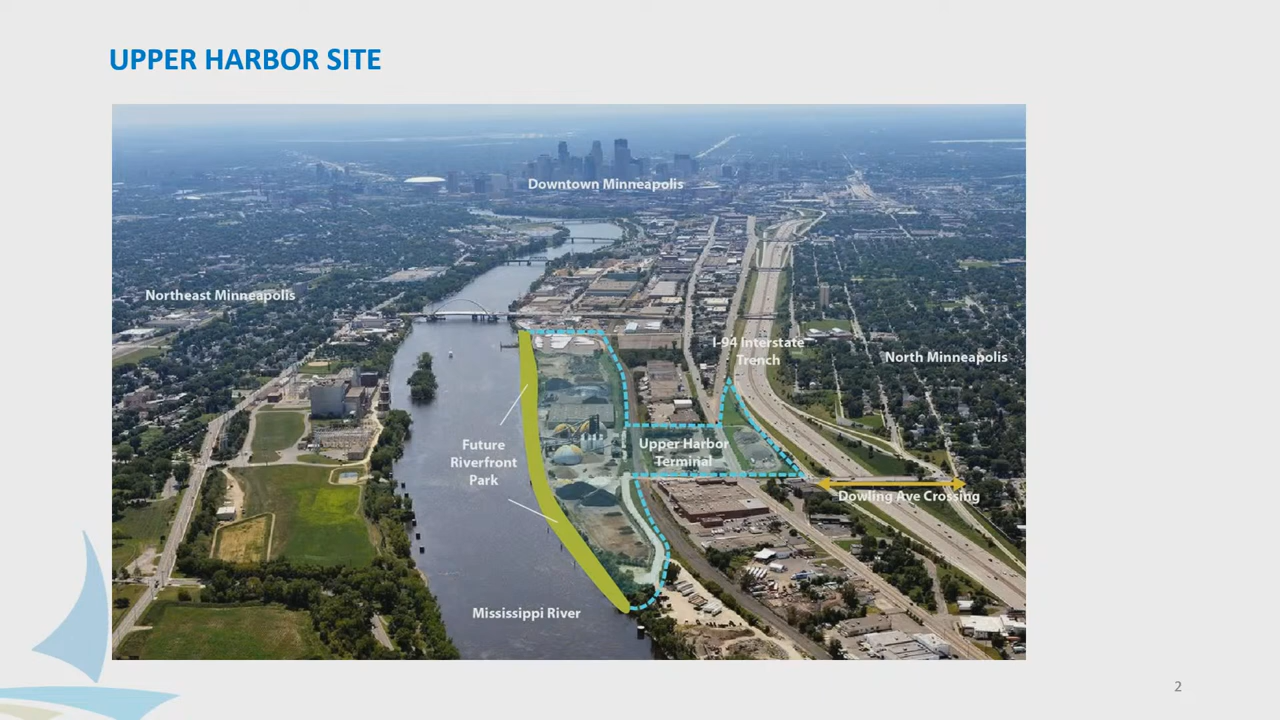 UPPER HARBOR SITE
Downtown Minneapolis
Northeast Minneapolis
I-94 Interstate
Trench
North Minneapolis
Future
Riverfront
Park
Upper Harbor
Terminal
Dowling Ave Crossing
Mississippi River
2